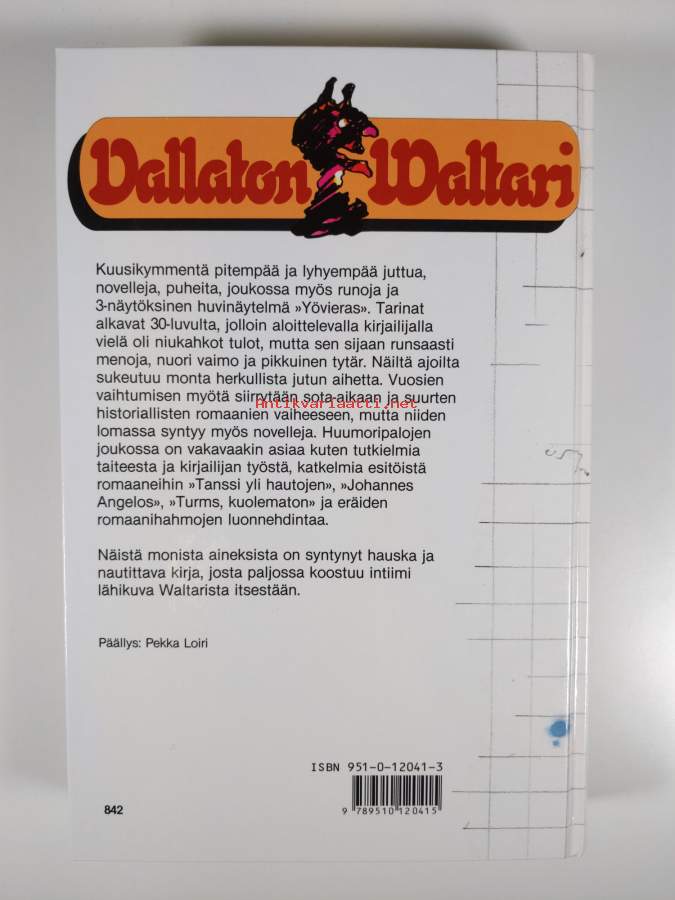 Vallaton Waltari
Kuusikymmentä pitempää ja lyhyempää juttua,
novelleja, puheita, joukossa myös runoja ja
3-näytöksinen huvinäytelmä »Yövieras». Tarinat
alkavat 30-luvulta, jolloin aloittelevalla kirjailijalla
vielä oli niukahkot tulot, mutta sen sijaan runsaasti
menoja, nuori vaimo ja pikkuinen tytär. Näiltä ajoilta
sukeutuu monta herkullista jutun aihetta. Vuosien
vaihtumisen myötä siirrytään sota-aikaan ja suurten
Antikvariaatti.net
historiallisten romaanien vaiheeseen, mutta niiden
lomassa syntyy myös novelleja. Huumoripalojen
joukossa on vakavaakin asiaa kuten tutkielmia
taiteesta ja kirjailijan työstä, katkelmia esitöistä
romaaneihin »Tanssi yli hautojen», »Johannes
Angelos», »Turms, kuolematon» ja eräiden
romaanihahmojen luonnehdintaa.
Näistä monista aineksista on syntynyt hauska ja
nautittava kirja, josta paljossa koostuu intiimi
lähikuva Waltarista itsestään.
Päällys: Pekka Loiri
ISBN 951-0-12041-3
9 789510 120415
842